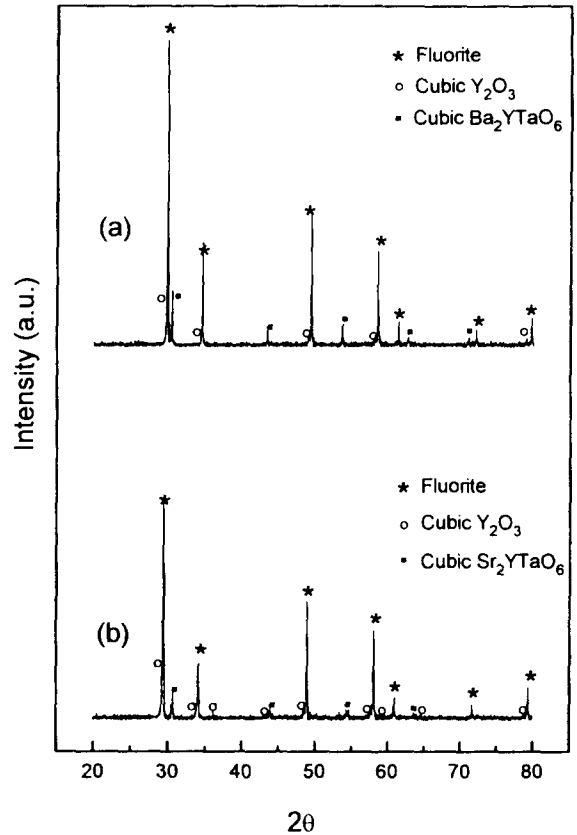 ★ Fluorite
○ Cubic Y₂O₃
▪ Cubic Ba₂YTaO₆
(a)
Intensity (a.u.)
★ Fluorite
○ Cubic Y₂O₃
▪ Cubic Sr₂YTaO₆
(b)
20 30 40 50 60 70 80
2θ